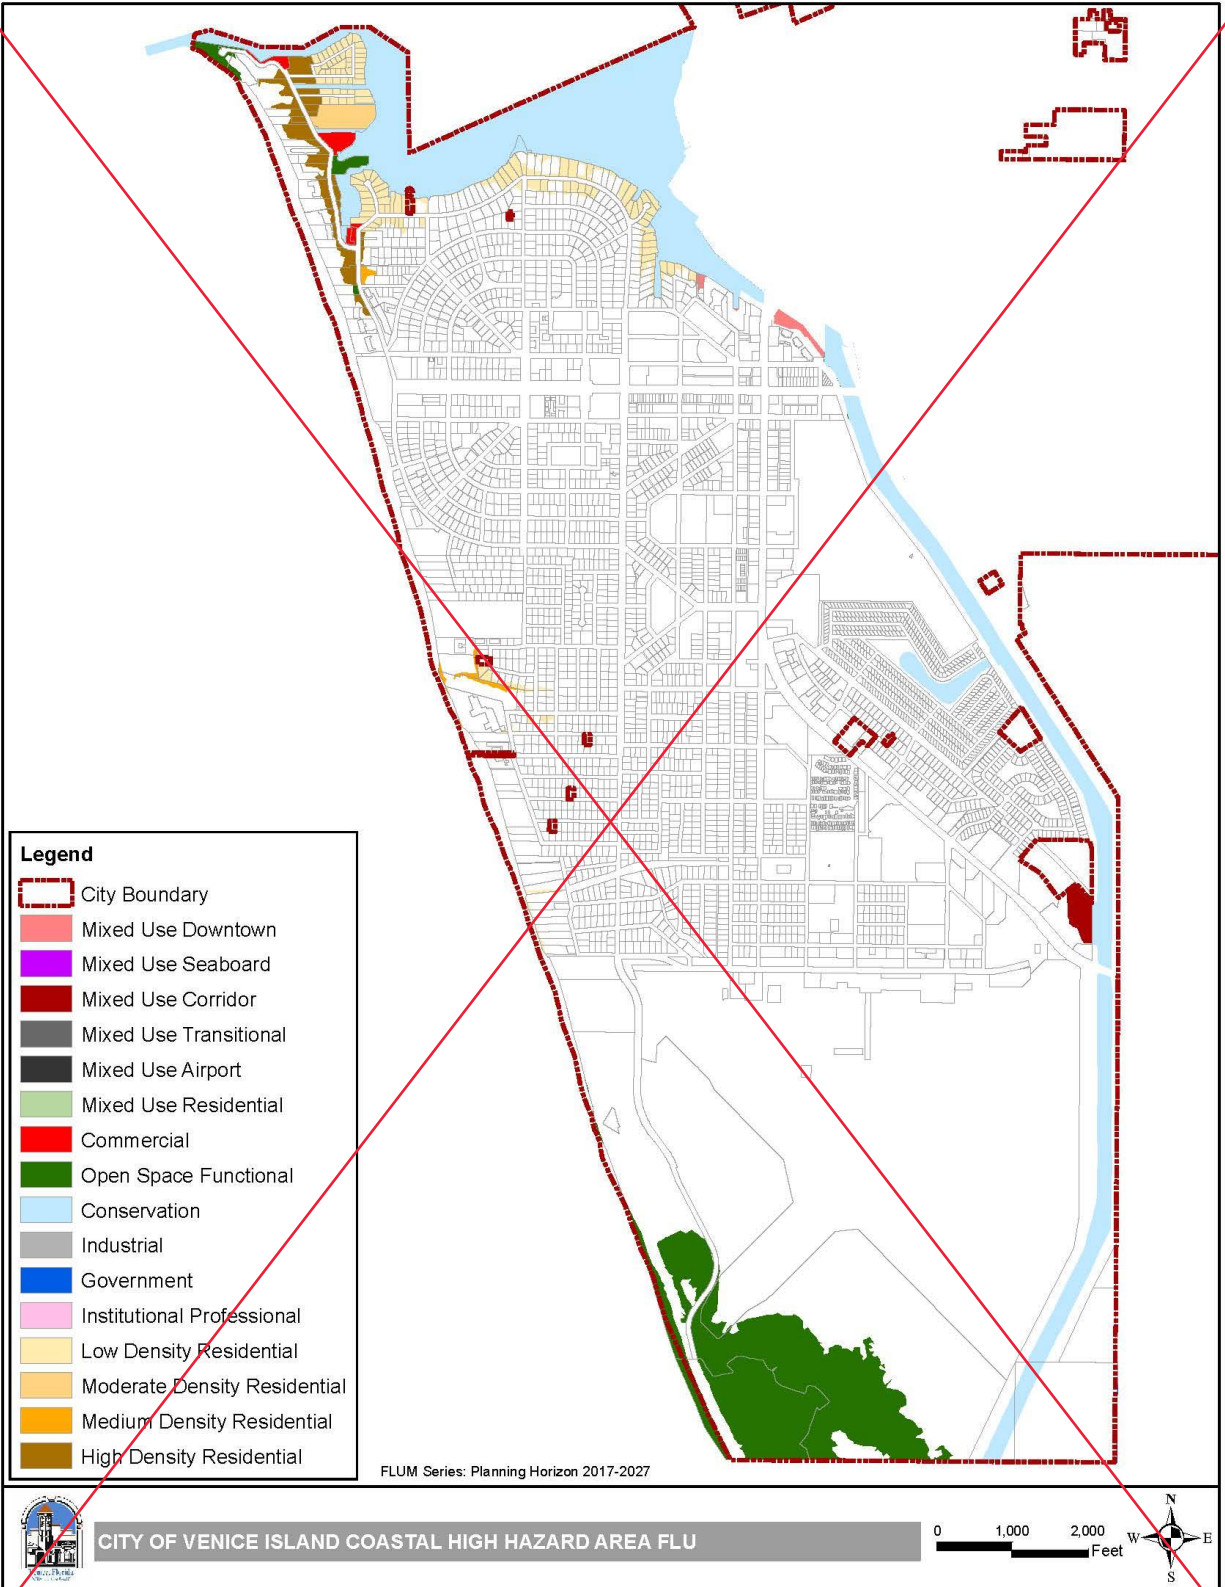 Legend
City Boundary
Mixed Use Downtown
Mixed Use Seaboard
Mixed Use Corridor
Mixed Use Transitional
Mixed Use Airport
Mixed Use Residential
Commercial
Open Space Functional
Conservation
Industrial
Government
Institutional Professional
Low Density Residential
Moderate Density Residential
Medium Density Residential
High Density Residential
FLUM Series: Planning Horizon 2017-2027
CITY OF VENICE ISLAND COASTAL HIGH HAZARD AREA FLU
0 1,000 2,000
Feet
N
W E
S
Venice, Florida